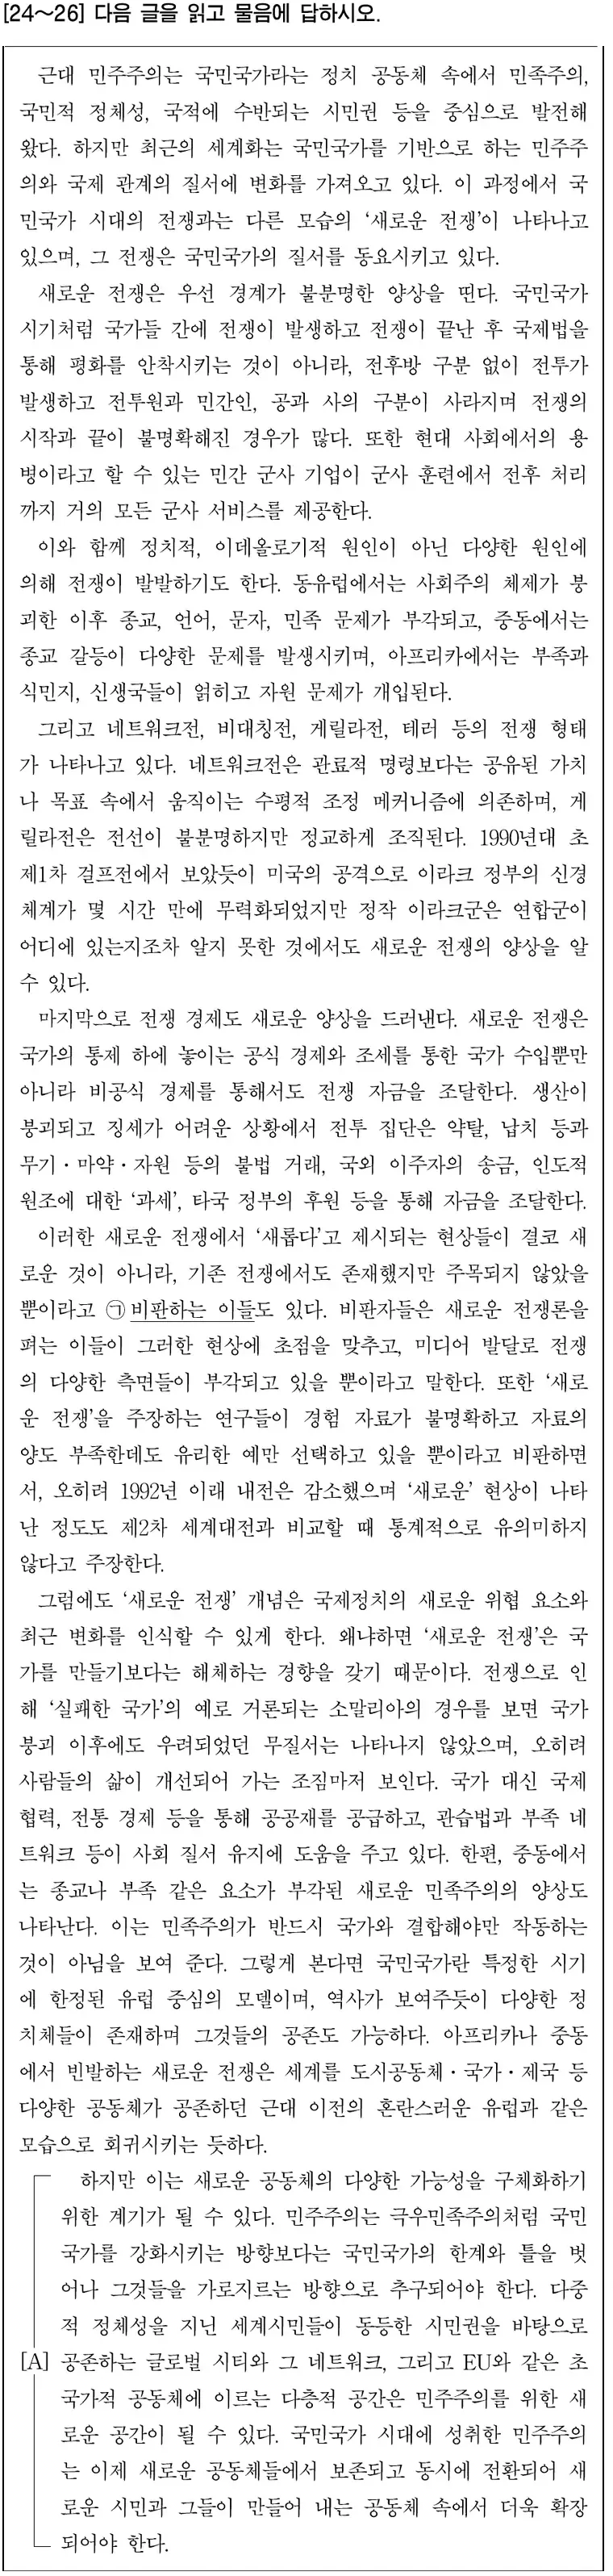 [24～26] 다음 글을 읽고 물음에 답하시오.
근대 민주주의는 국민국가라는 정치 공동체 속에서 민족주의,
국민적 정체성, 국적에 수반되는 시민권 등을 중심으로 발전해
왔다. 하지만 최근의 세계화는 국민국가를 기반으로 하는 민주주
의와 국제 관계의 질서에 변화를 가져오고 있다. 이 과정에서 국
민국가 시대의 전쟁과는 다른 모습의 ‘새로운 전쟁’이 나타나고
있으며, 그 전쟁은 국민국가의 질서를 동요시키고 있다.
새로운 전쟁은 우선 경계가 불분명한 양상을 띤다. 국민국가
시기처럼 국가들 간에 전쟁이 발생하고 전쟁이 끝난 후 국제법을
통해 평화를 안착시키는 것이 아니라, 전후방 구분 없이 전투가
발생하고 전투원과 민간인, 공과 사의 구분이 사라지며 전쟁의
시작과 끝이 불명확해진 경우가 많다. 또한 현대 사회에서의 용
병이라고 할 수 있는 민간 군사 기업이 군사 훈련에서 전후 처리
까지 거의 모든 군사 서비스를 제공한다.
이와 함께 정치적, 이데올로기적 원인이 아닌 다양한 원인에
의해 전쟁이 발발하기도 한다. 동유럽에서는 사회주의 체제가 붕
괴한 이후 종교, 언어, 문자, 민족 문제가 부각되고, 중동에서는
종교 갈등이 다양한 문제를 발생시키며, 아프리카에서는 부족과
식민지, 신생국들이 얽히고 자원 문제가 개입된다.
그리고 네트워크전, 비대칭전, 게릴라전, 테러 등의 전쟁 형태
가 나타나고 있다. 네트워크전은 관료적 명령보다는 공유된 가치
나 목표 속에서 움직이는 수평적 조정 메커니즘에 의존하며, 게
릴라전은 전선이 불분명하지만 정교하게 조직된다. 1990년대 초
제1차 걸프전에서 보았듯이 미국의 공격으로 이라크 정부의 신경
체계가 몇 시간 만에 무력화되었지만 정작 이라크군은 연합군이
어디에 있는지조차 알지 못한 것에서도 새로운 전쟁의 양상을 알
수 있다.
마지막으로 전쟁 경제도 새로운 양상을 드러낸다. 새로운 전쟁은
국가의 통제 하에 놓이는 공식 경제와 조세를 통한 국가 수입뿐만
아니라 비공식 경제를 통해서도 전쟁 자금을 조달한다. 생산이
붕괴되고 징세가 어려운 상황에서 전투 집단은 약탈, 납치 등과
무기·마약·자원 등의 불법 거래, 국외 이주자의 송금, 인도적
원조에 대한 ‘과세’, 타국 정부의 후원 등을 통해 자금을 조달한다.
이러한 새로운 전쟁에서 ‘새롭다’고 제시되는 현상들이 결코 새
로운 것이 아니라, 기존 전쟁에서도 존재했지만 주목되지 않았을
뿐이라고 ㉠비판하는 이들도 있다. 비판자들은 새로운 전쟁론을
펴는 이들이 그러한 현상에 초점을 맞추고, 미디어 발달로 전쟁
의 다양한 측면들이 부각되고 있을 뿐이라고 말한다. 또한 ‘새로
운 전쟁’을 주장하는 연구들이 경험 자료가 불명확하고 자료의
양도 부족한데도 유리한 예만 선택하고 있을 뿐이라고 비판하면
서, 오히려 1992년 이래 내전은 감소했으며 ‘새로운’ 현상이 나타
난 정도도 제2차 세계대전과 비교할 때 통계적으로 유의미하지
않다고 주장한다.
그럼에도 ‘새로운 전쟁’ 개념은 국제정치의 새로운 위협 요소와
최근 변화를 인식할 수 있게 한다. 왜냐하면 ‘새로운 전쟁’은 국
가를 만들기보다는 해체하는 경향을 갖기 때문이다. 전쟁으로 인
해 ‘실패한 국가’의 예로 거론되는 소말리아의 경우를 보면 국가
붕괴 이후에도 우려되었던 무질서는 나타나지 않았으며, 오히려
사람들의 삶이 개선되어 가는 조짐마저 보인다. 국가 대신 국제
협력, 전통 경제 등을 통해 공공재를 공급하고, 관습법과 부족 네
트워크 등이 사회 질서 유지에 도움을 주고 있다. 한편, 중동에서
는 종교나 부족 같은 요소가 부각된 새로운 민족주의의 양상도
나타난다. 이는 민족주의가 반드시 국가와 결합해야만 작동하는
것이 아님을 보여 준다. 그렇게 본다면 국민국가란 특정한 시기
에 한정된 유럽 중심의 모델이며, 역사가 보여주듯이 다양한 정
치체들이 존재하며 그것들의 공존도 가능하다. 아프리카나 중동
에서 빈발하는 새로운 전쟁은 세계를 도시공동체·국가·제국 등
다양한 공동체가 공존하던 근대 이전의 혼란스러운 유럽과 같은
모습으로 회귀시키는 듯하다.
하지만 이는 새로운 공동체의 다양한 가능성을 구체화하기
위한 계기가 될 수 있다. 민주주의는 극우민족주의처럼 국민
국가를 강화시키는 방향보다는 국민국가의 한계와 틀을 벗
어나 그것들을 가로지르는 방향으로 추구되어야 한다. 다중
적 정체성을 지닌 세계시민들이 동등한 시민권을 바탕으로
[A] 공존하는 글로벌 시티와 그 네트워크, 그리고 EU와 같은 초
국가적 공동체에 이르는 다층적 공간은 민주주의를 위한 새
로운 공간이 될 수 있다. 국민국가 시대에 성취한 민주주의
는 이제 새로운 공동체들에서 보존되고 동시에 전환되어 새
로운 시민과 그들이 만들어 내는 공동체 속에서 더욱 확장
되어야 한다.